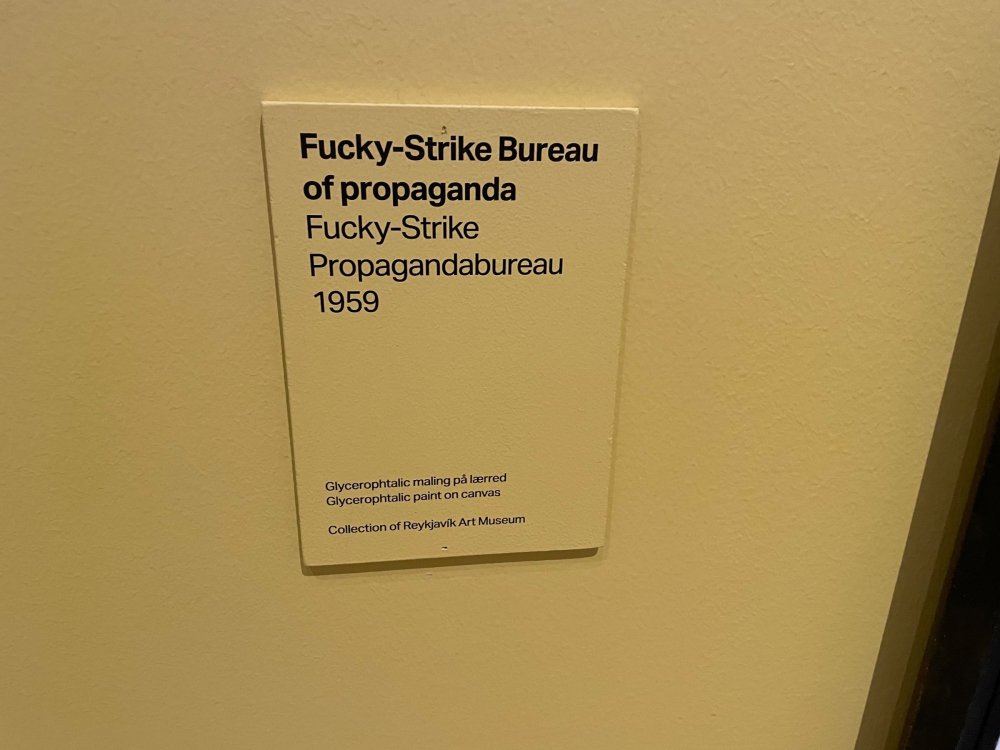 Fucky-Strike Bureau
of propaganda
Fucky-Strike
Propagandabureau
1959
Glycerophtalic maling på lærred
Glycerophtalic paint on canvas
Collection of Reykjavík Art Museum